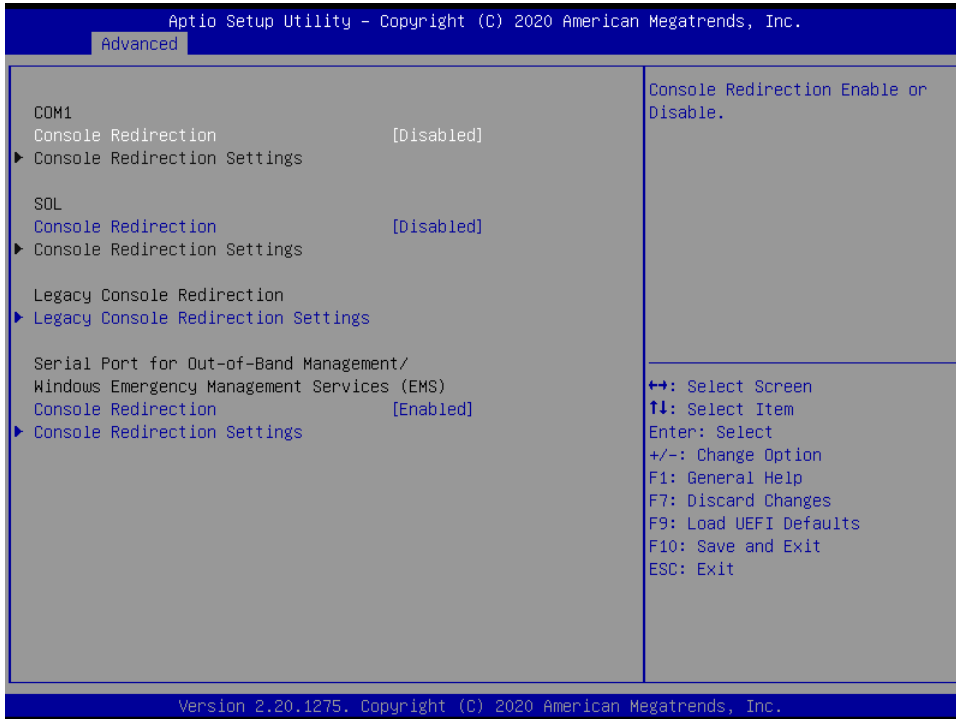 Aptio Setup Utility – Copyright (C) 2020 American Megatrends, Inc.
Advanced
COM1
Console Redirection [Disabled]
▶ Console Redirection Settings
SOL
Console Redirection [Disabled]
▶ Console Redirection Settings
Legacy Console Redirection
▶ Legacy Console Redirection Settings
Serial Port for Out-of-Band Management/
Windows Emergency Management Services (EMS)
Console Redirection [Enabled]
▶ Console Redirection Settings
Console Redirection Enable or
Disable.
↔: Select Screen
↑↓: Select Item
Enter: Select
+/-: Change Option
F1: General Help
F7: Discard Changes
F9: Load UEFI Defaults
F10: Save and Exit
ESC: Exit
Version 2.20.1275. Copyright (C) 2020 American Megatrends, Inc.